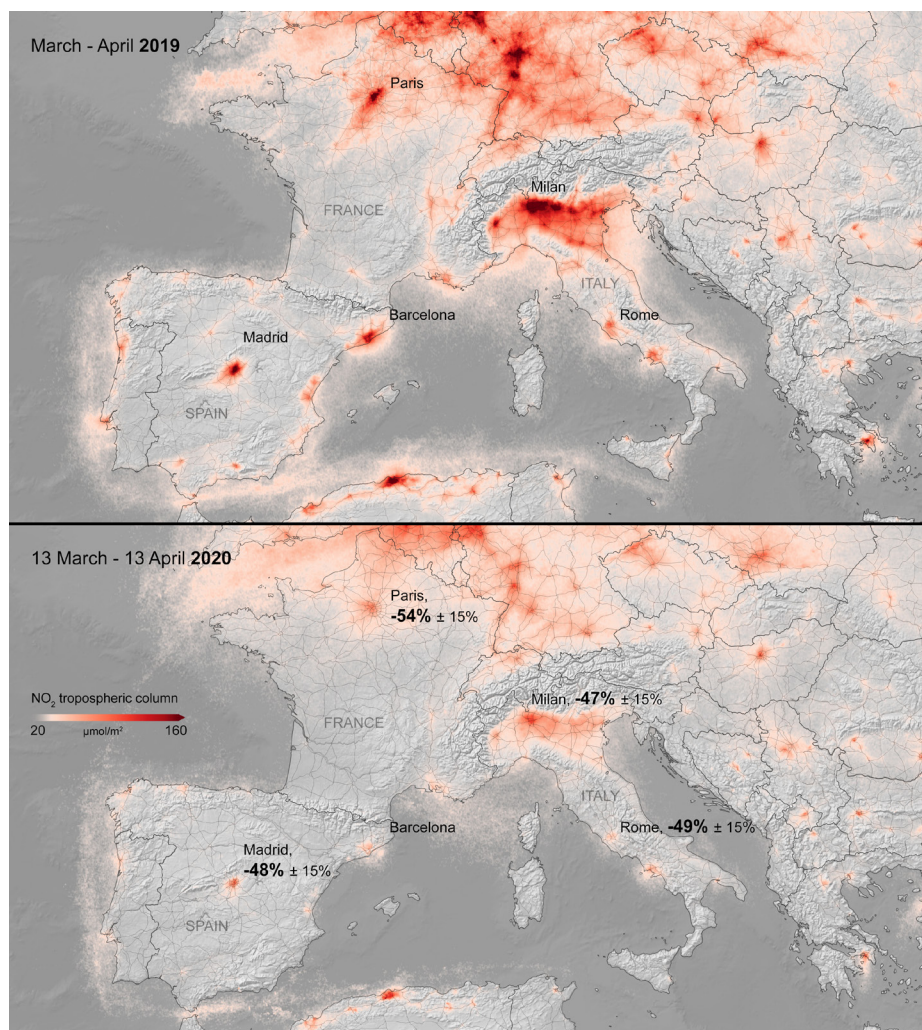 March - April 2019
Paris
Milan
FRANCE
ITALY
Barcelona
Rome
Madrid
SPAIN
13 March - 13 April 2020
Paris,
-54% ± 15%
NO₂ tropospheric column
20 µmol/m² 160
Milan, -47% ± 15%
FRANCE
ITALY
Barcelona
Rome, -49% ± 15%
Madrid,
-48% ± 15%
SPAIN